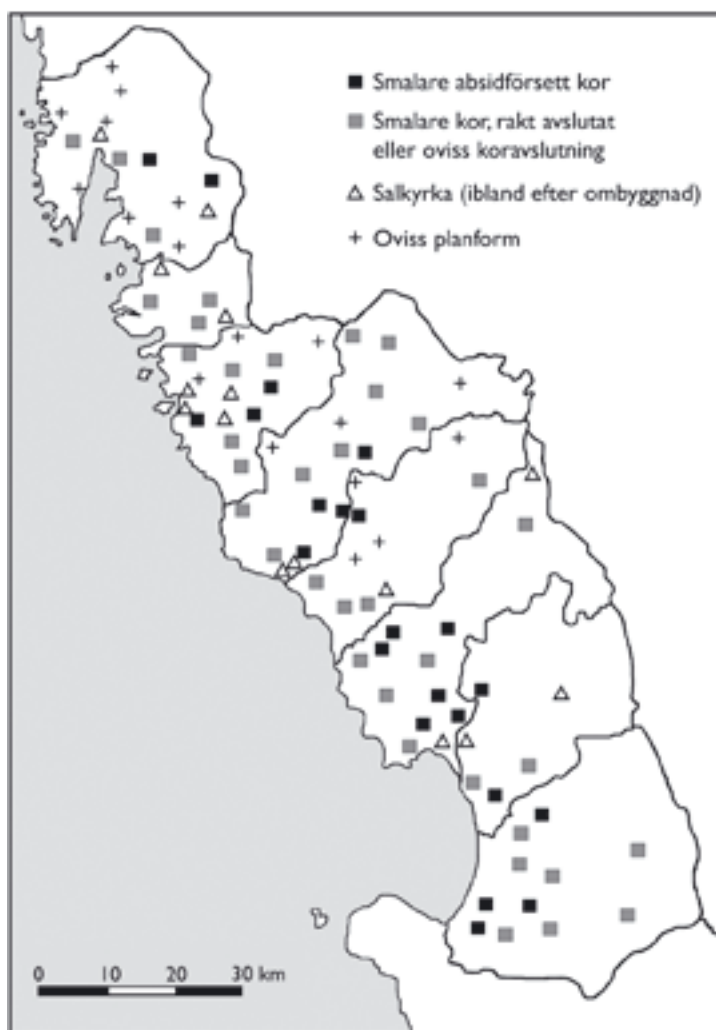 Smalare absidförsett kor
Smalare kor, rakt avslutat
eller oviss koravslutning
Salkyrka (ibland efter ombyggnad)
Oviss planform
0 10 20 30 km